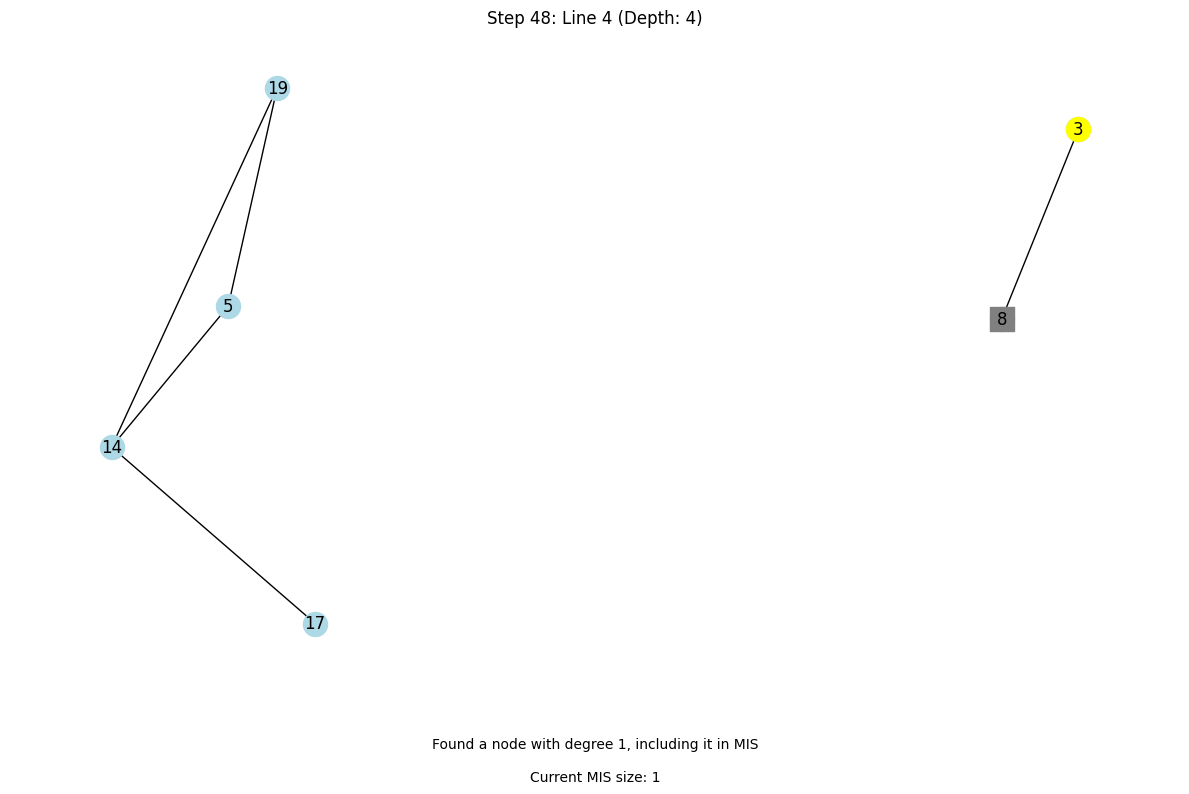 Step 48: Line 4 (Depth: 4)
19
3
5
8
14
17
Found a node with degree 1, including it in MIS
Current MIS size: 1